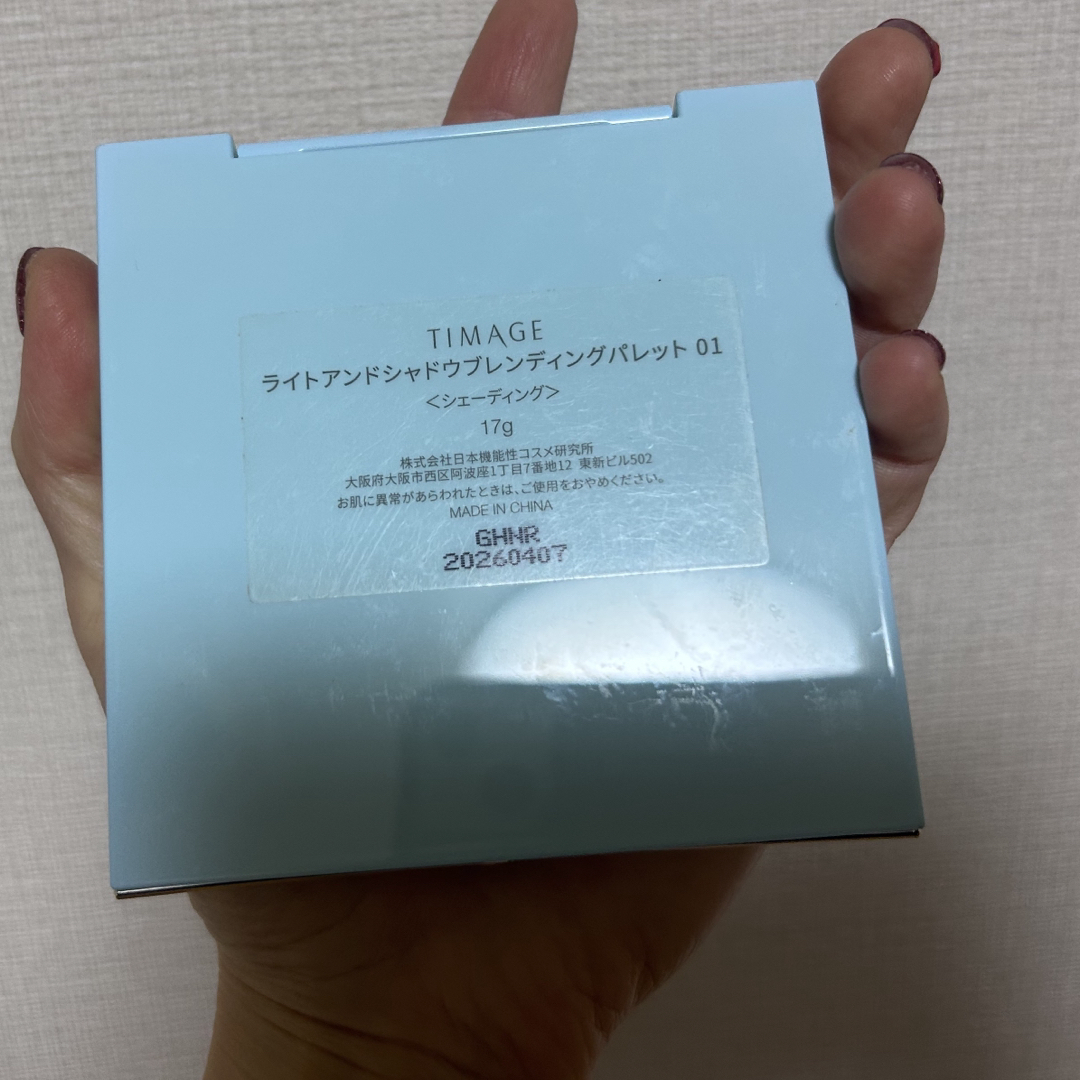 TIMAGE
ライトアンドシャドウブレンディングパレット 01
＜シェーディング＞
17g
株式会社日本機能性コスメ研究所
大阪府大阪市西区阿波座1丁目7番地12 東新ビル502
お肌に異常があらわれたときは、ご使用をおやめください。
MADE IN CHINA
GHNR
20260407